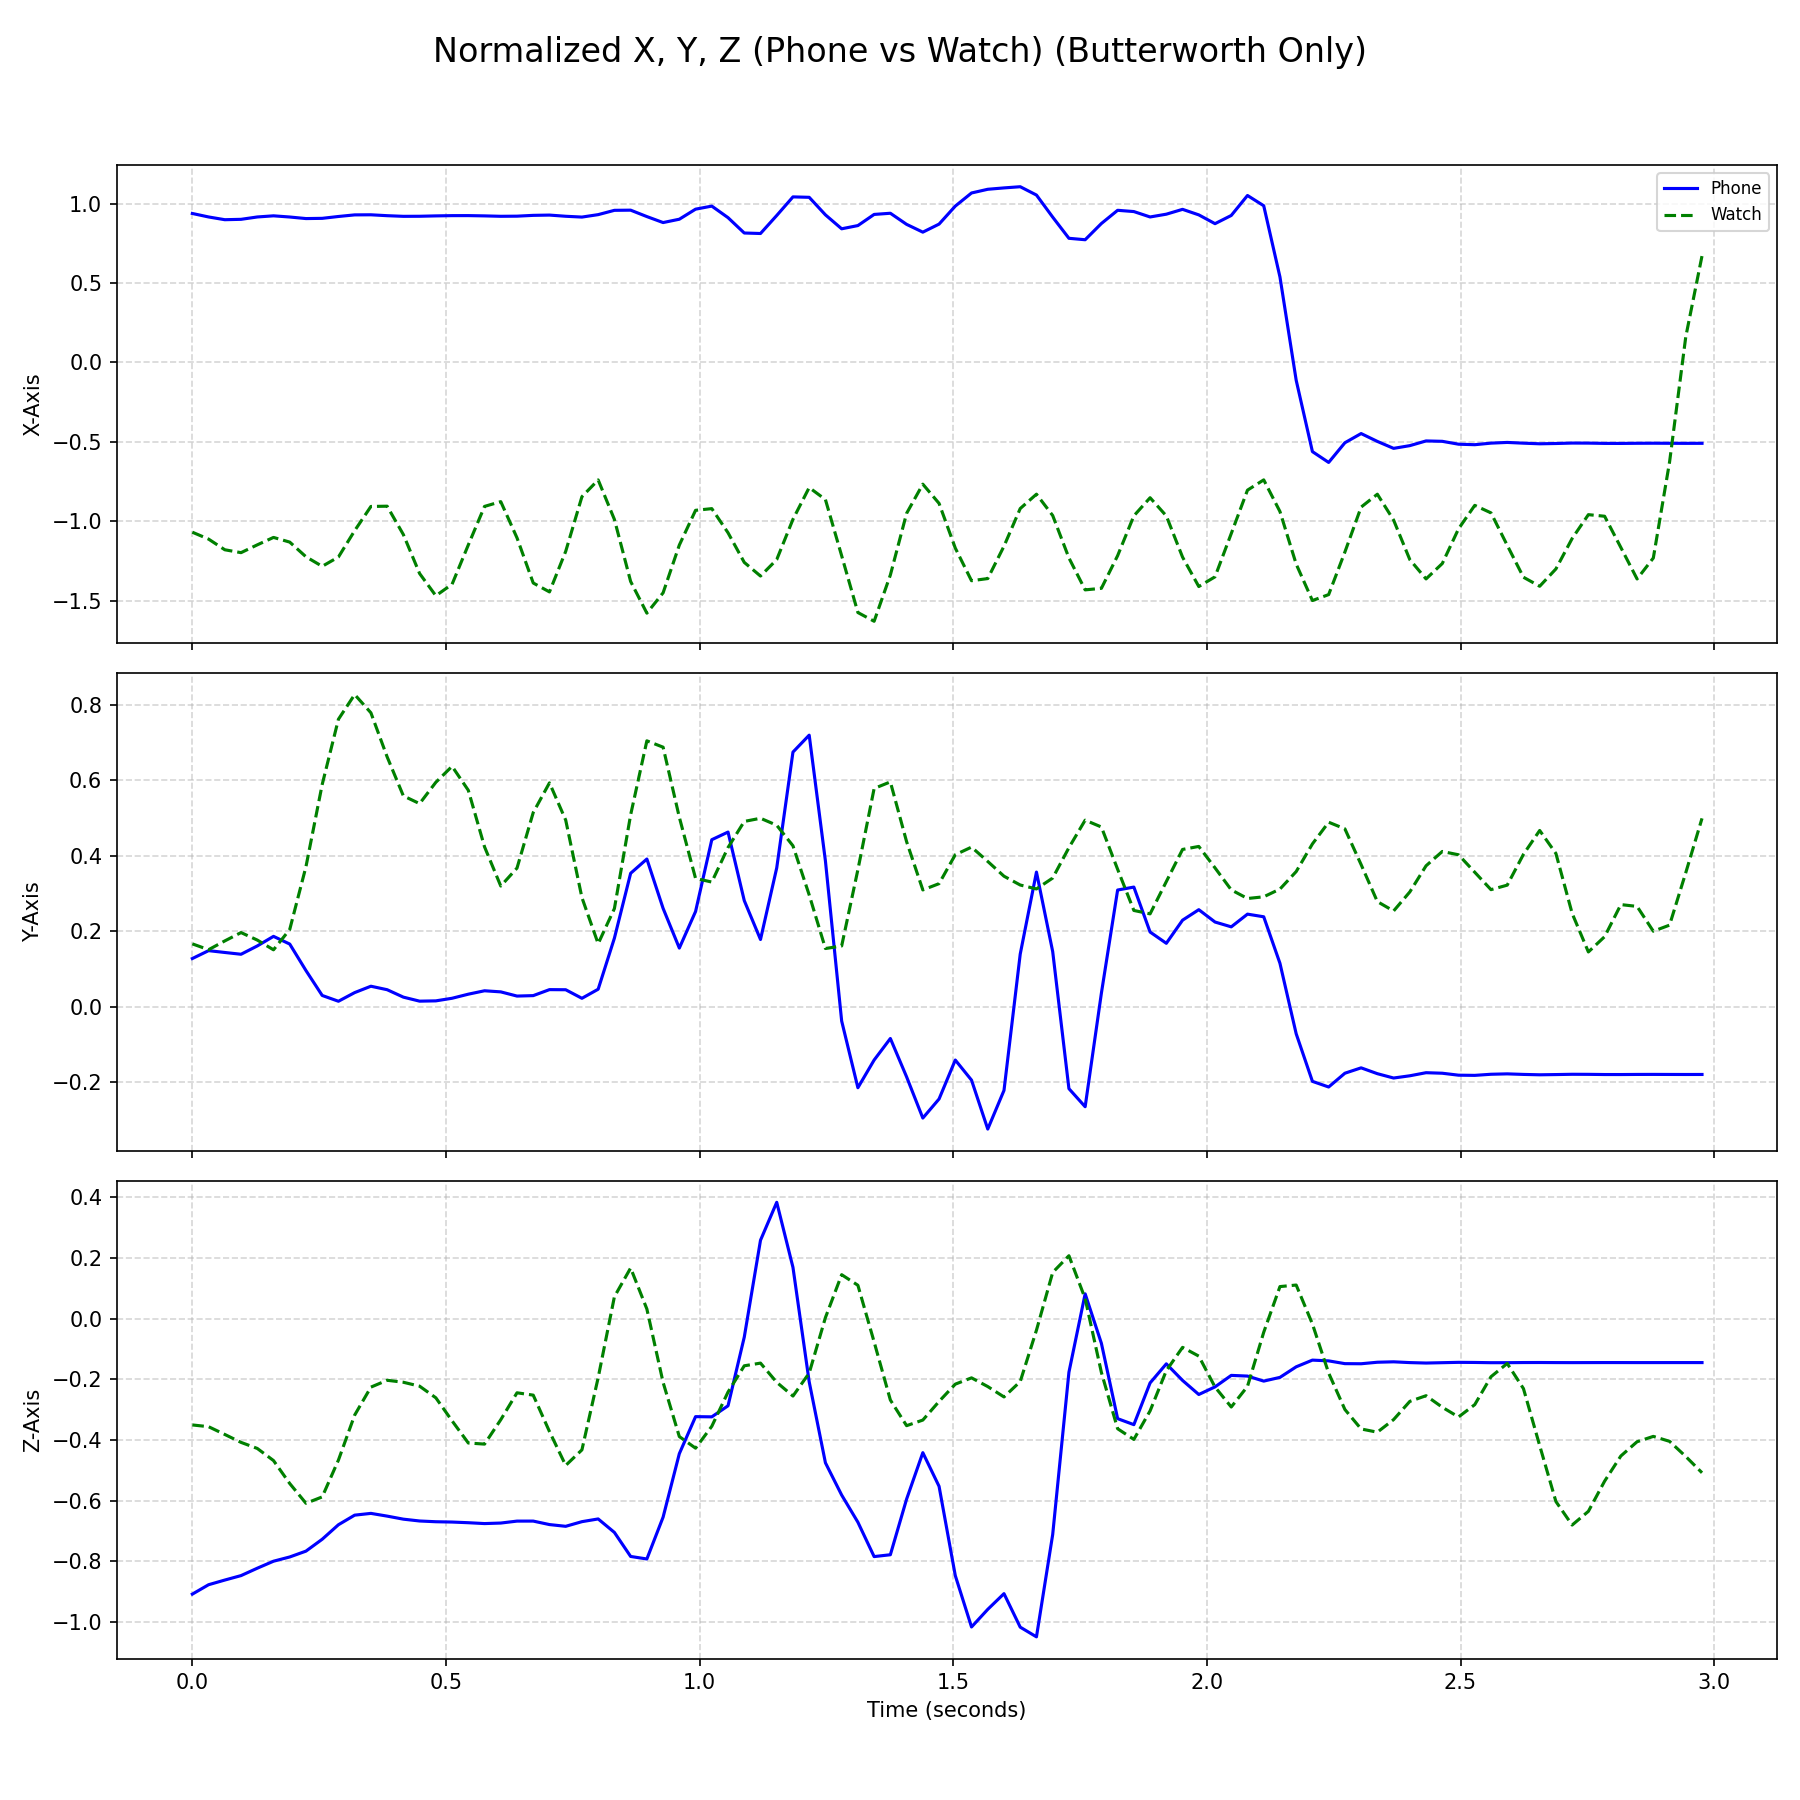 Normalized X, Y, Z (Phone vs Watch) (Butterworth Only)
Phone
Watch
1.0
0.5
0.0
−0.5
−1.0
−1.5
X-Axis
0.8
0.6
0.4
0.2
0.0
−0.2
Y-Axis
0.4
0.2
0.0
−0.2
−0.4
−0.6
−0.8
−1.0
Z-Axis
0.0 0.5 1.0 1.5 2.0 2.5 3.0
Time (seconds)